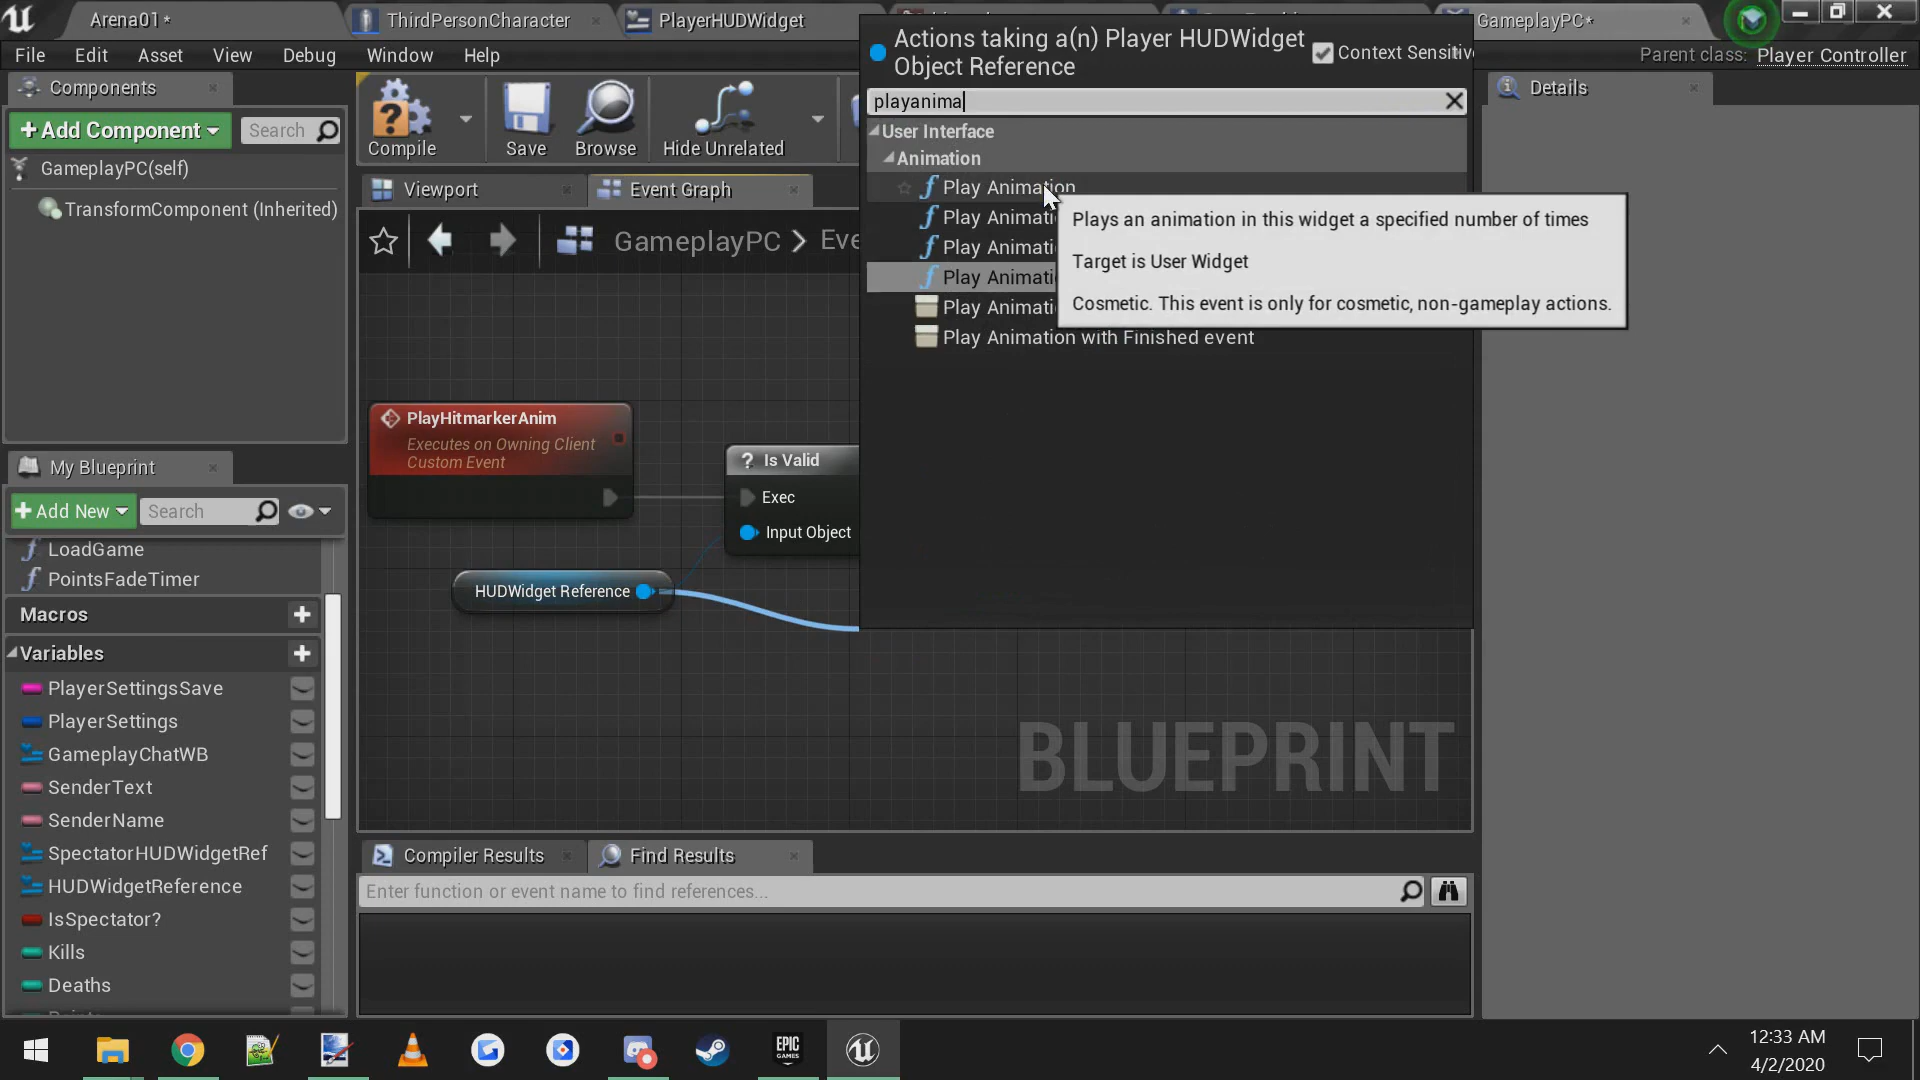 Arena01*
ThirdPersonCharacter
PlayerHUDWidget
GameplayPC*
File Edit Asset View Debug Window Help
Parent class: Player Controller
Components
+Add Component
Search
GameplayPC(self)
TransformComponent (Inherited)
Compile
Save
Browse
Hide Unrelated
Viewport
Event Graph
GameplayPC > Eve
Actions taking a(n) Player HUDWidget
Object Reference
Context Sensitive
playanima
User Interface
Animation
Play Animation
Play Animati
Play Animati
Play Animati
Play Animati
Play Animation with Finished event
Plays an animation in this widget a specified number of times
Target is User Widget
Cosmetic. This event is only for cosmetic, non-gameplay actions.
Details
PlayHitmarkerAnim
Executes on Owning Client
Custom Event
? Is Valid
Exec
Input Object
HUDWidget Reference
BLUEPRINT
My Blueprint
+Add New
Search
LoadGame
PointsFadeTimer
Macros
Variables
PlayerSettingsSave
PlayerSettings
GameplayChatWB
SenderText
SenderName
SpectatorHUDWidgetRef
HUDWidgetReference
IsSpectator?
Kills
Deaths
Compiler Results
Find Results
Enter function or event name to find references...
EPIC
GAMES
12:33 AM
4/2/2020